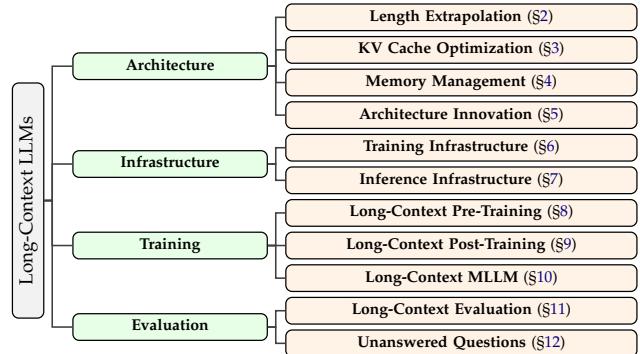 Long-Context LLMs
Architecture
Length Extrapolation (§2)
KV Cache Optimization (§3)
Memory Management (§4)
Architecture Innovation (§5)
Infrastructure
Training Infrastructure (§6)
Inference Infrastructure (§7)
Training
Long-Context Pre-Training (§8)
Long-Context Post-Training (§9)
Long-Context MLLM (§10)
Evaluation
Long-Context Evaluation (§11)
Unanswered Questions (§12)